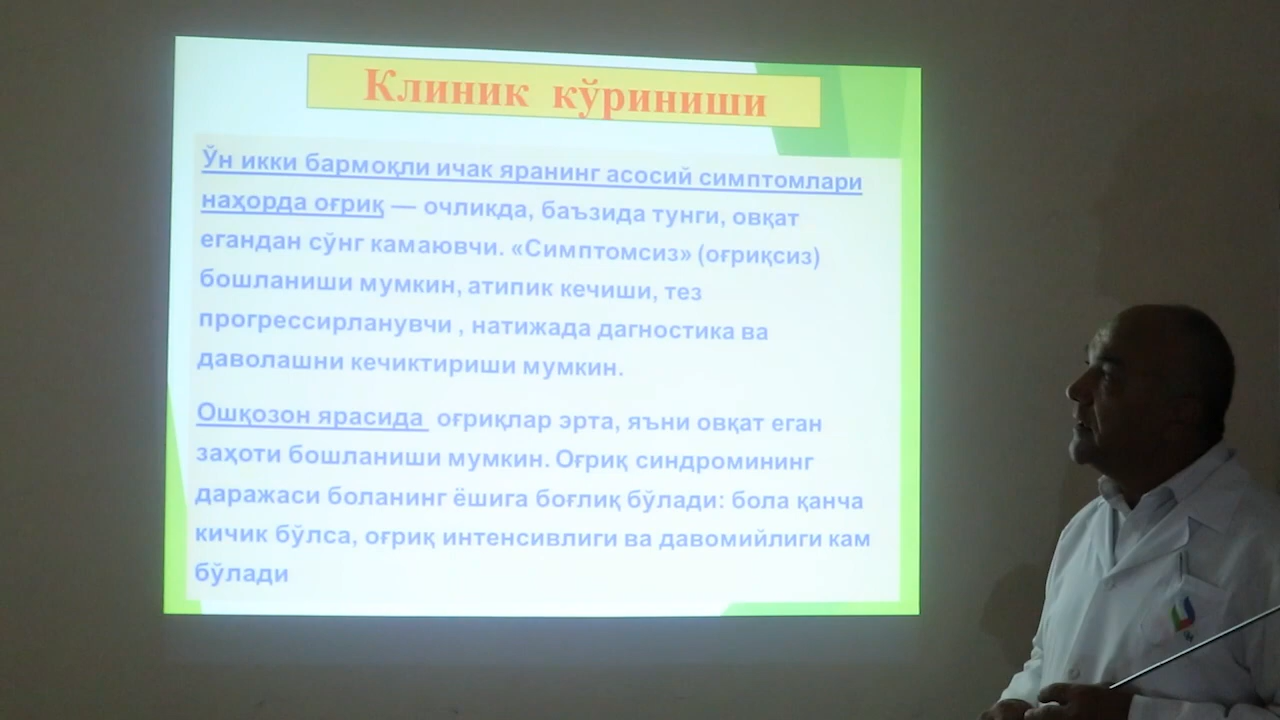 Клиник кўриниши
Ўн икки бармоқли ичак яранинг асосий симптомлари
наҳорда оғриқ — очликда, баъзида тунги, овқат
егандан сўнг камаювчи. «Симптомсиз» (оғриқсиз)
бошланиши мумкин, атипик кечиши, тез
прогрессирланувчи , натижада дагностика ва
даволашни кечиктириши мумкин.
Ошқозон ярасида оғриқлар эрта, яъни овқат еган
заҳоти бошланиши мумкин. Оғриқ синдромининг
даражаси боланинг ёшига боғлиқ бўлади: бола қанча
кичик бўлса, оғриқ интенсивлиги ва давомийлиги кам
бўлади